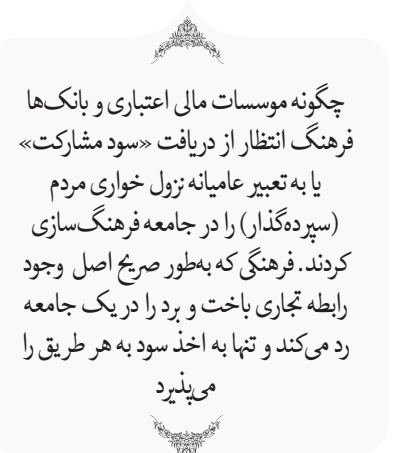 چگونه موسسات مالی اعتباری و بانک‌ها
فرهنگ انتظار از دریافت «سود مشارکت»
یا به تعبیر عامیانه نزول خواری مردم
(سپرده‌گذار) را در جامعه فرهنگ‌سازی
کردند. فرهنگی که به‌طور صریح اصل وجود
رابطه تجاری باخت و برد را در یک جامعه
رد می‌کند و تنها به اخذ سود به هر طریق را
می‌پذیرد